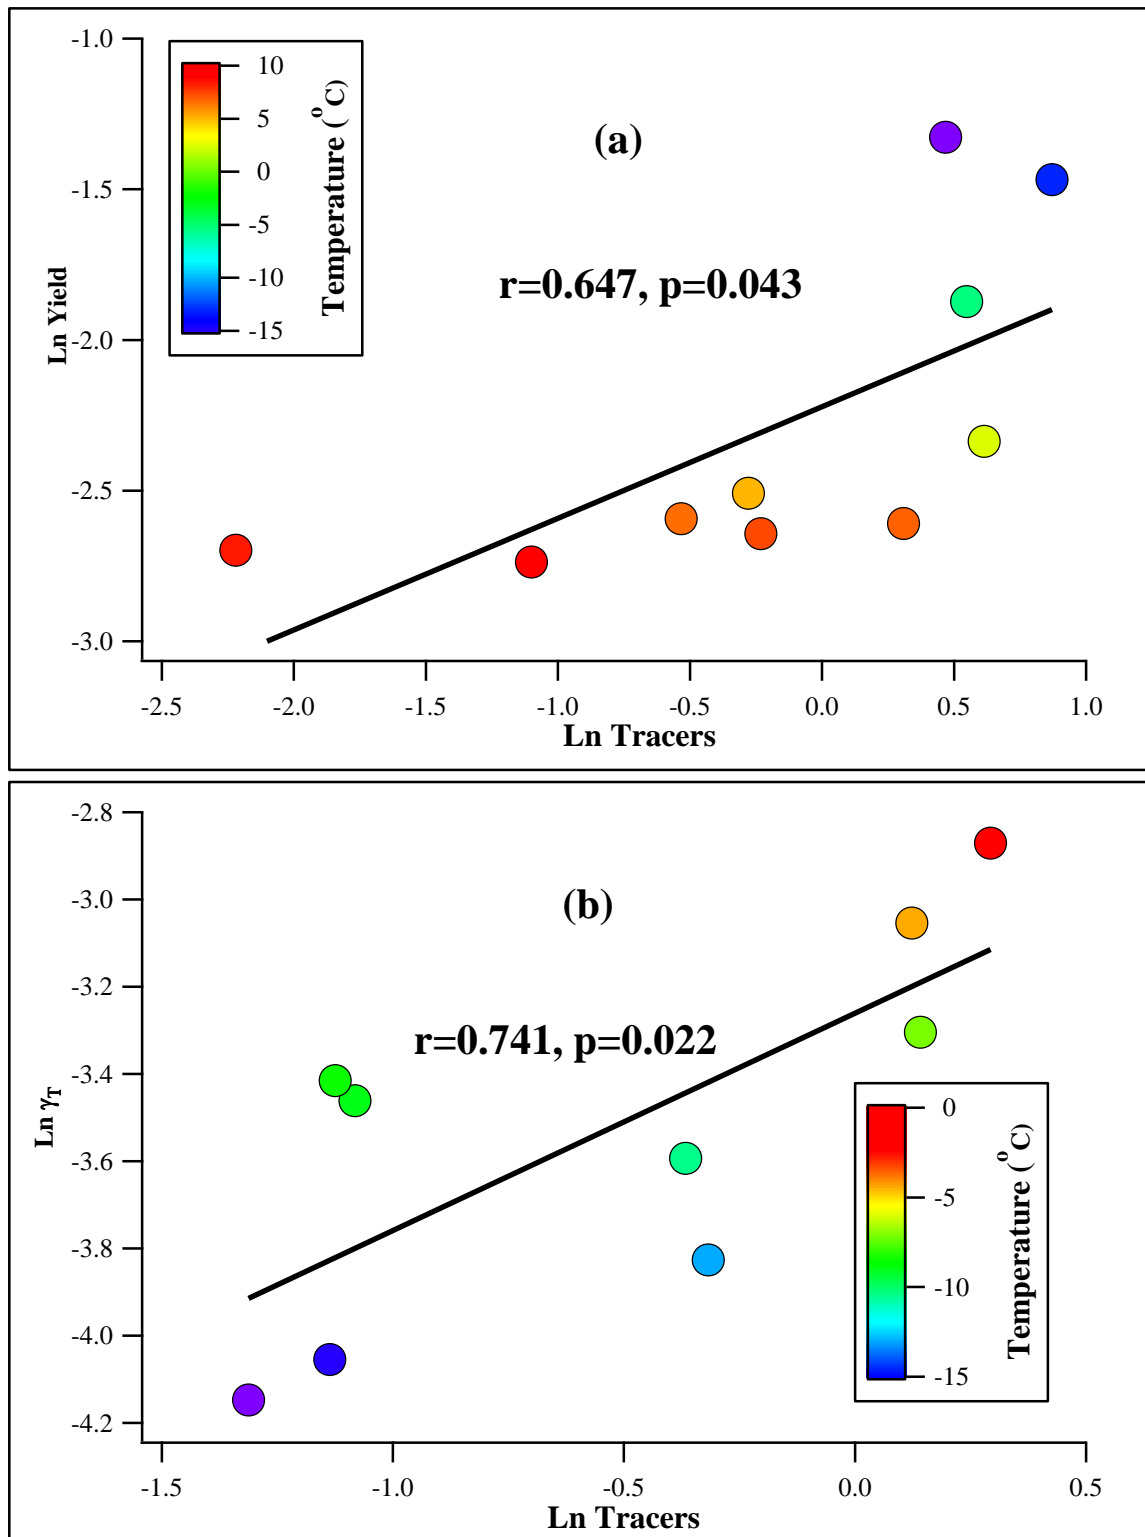 -1.0
-1.5
-2.0
-2.5
-3.0
Ln Yield
10
5
0
-5
-10
-15
Temperature (°C)
(a)
r=0.647, p=0.043
-2.5 -2.0 -1.5 -1.0 -0.5 0.0 0.5 1.0
Ln Tracers
-2.8
-3.0
-3.2
-3.4
-3.6
-3.8
-4.0
-4.2
Ln γT
(b)
r=0.741, p=0.022
0
-5
-10
-15
Temperature (°C)
-1.5 -1.0 -0.5 0.0 0.5
Ln Tracers